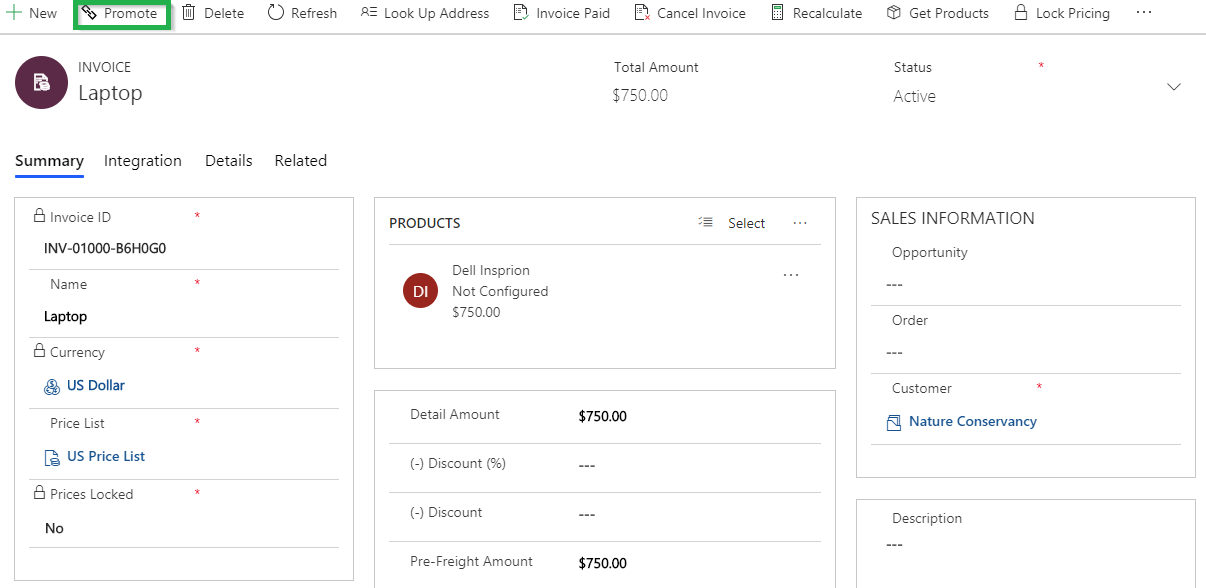 New Promote Delete Refresh Look Up Address Invoice Paid Cancel Invoice Recalculate Get Products Lock Pricing ...
INVOICE
Laptop
Total Amount
$750.00
Status *
Active
Summary Integration Details Related
Invoice ID *
INV-01000-B6H0G0
Name *
Laptop
Currency *
US Dollar
Price List *
US Price List
Prices Locked *
No
PRODUCTS Select ...
DI
Dell Insprion ...
Not Configured
$750.00
Detail Amount $750.00
(-) Discount (%) ---
(-) Discount ---
Pre-Freight Amount $750.00
SALES INFORMATION
Opportunity
---
Order
---
Customer *
Nature Conservancy
Description
---